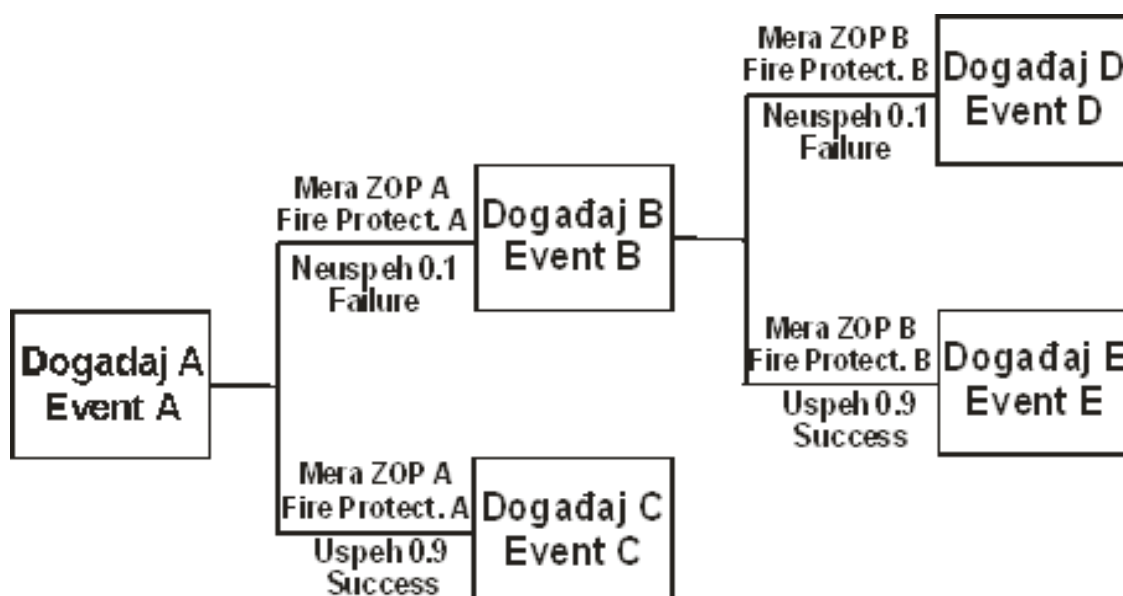 Mera ZOP B
Fire Protect. B
Neuspeh 0.1
Failure
Događaj D
Event D
Mera ZOP A
Fire Protect. A
Neuspeh 0.1
Failure
Događaj B
Event B
Mera ZOP B
Fire Protect. B
Uspeh 0.9
Success
Događaj E
Event E
Dogadaj A
Event A
Mera ZOP A
Fire Protect. A
Uspeh 0.9
Success
Događaj C
Event C